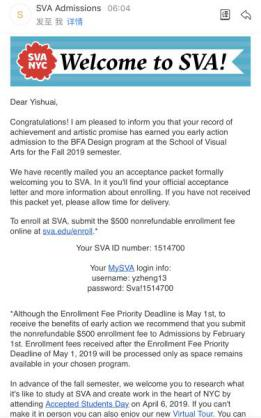 S
SVA Admissions 06:04
发至 我 详情
SVA
NYC
Welcome to SVA!
Dear Yishuai,
Congratulations! I am pleased to inform you that your record of
achievement and artistic promise has earned you early action
admission to the BFA Design program at the School of Visual
Arts for the Fall 2019 semester.
We have recently mailed you an acceptance packet formally
welcoming you to SVA. In it you'll find your official acceptance
letter and more about enrolling. If you have not received
this packet yet, please allow time for delivery.
To enroll at SVA, submit the $500 nonrefundable enrollment fee
online at sva.edu/enroll.*
Your SVA ID number: 1514700
Your MySVA login info:
username: yzheng13
password: Sva!1514700
*Although the Enrollment Fee Priority Deadline is May 1st, to
receive the benefits of early action we recommend that you submit
the nonrefundable $500 enrollment fee to Admissions by February
1st. Enrollment fees received after the Enrollment Fee Priority
Deadline of May 1, 2019 will be processed only as space remains
available in your chosen program.
In advance of the fall semester, we welcome you to research what
it's like to study at SVA and create work in the heart of NYC by
attending Accepted Students Day on April 6, 2019. If you can't
make it in person you can also enjoy our new Virtual Tour. You can